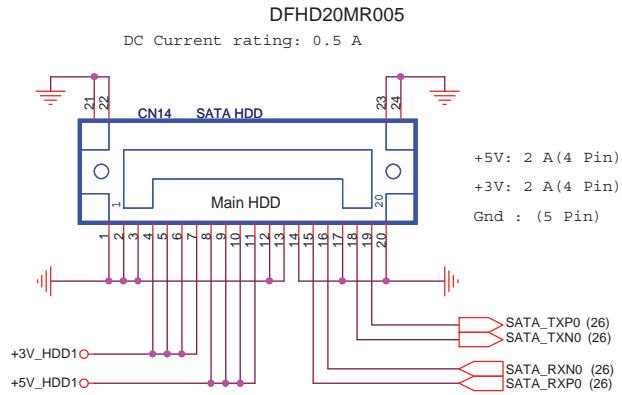 DFHD20MR005
DC Current rating: 0.5 A
21 22 23 24
CN14 SATA HDD
+5V: 2 A(4 Pin)
+3V: 2 A(4 Pin)
Gnd : (5 Pin)
1 20
Main HDD
1 2 3 4 5 6 7 8 9 10 11 12 13 14 15 16 17 18 19 20
SATA_TXP0 (26)
SATA_TXN0 (26)
+3V_HDD1
SATA_RXN0 (26)
+5V_HDD1
SATA_RXP0 (26)